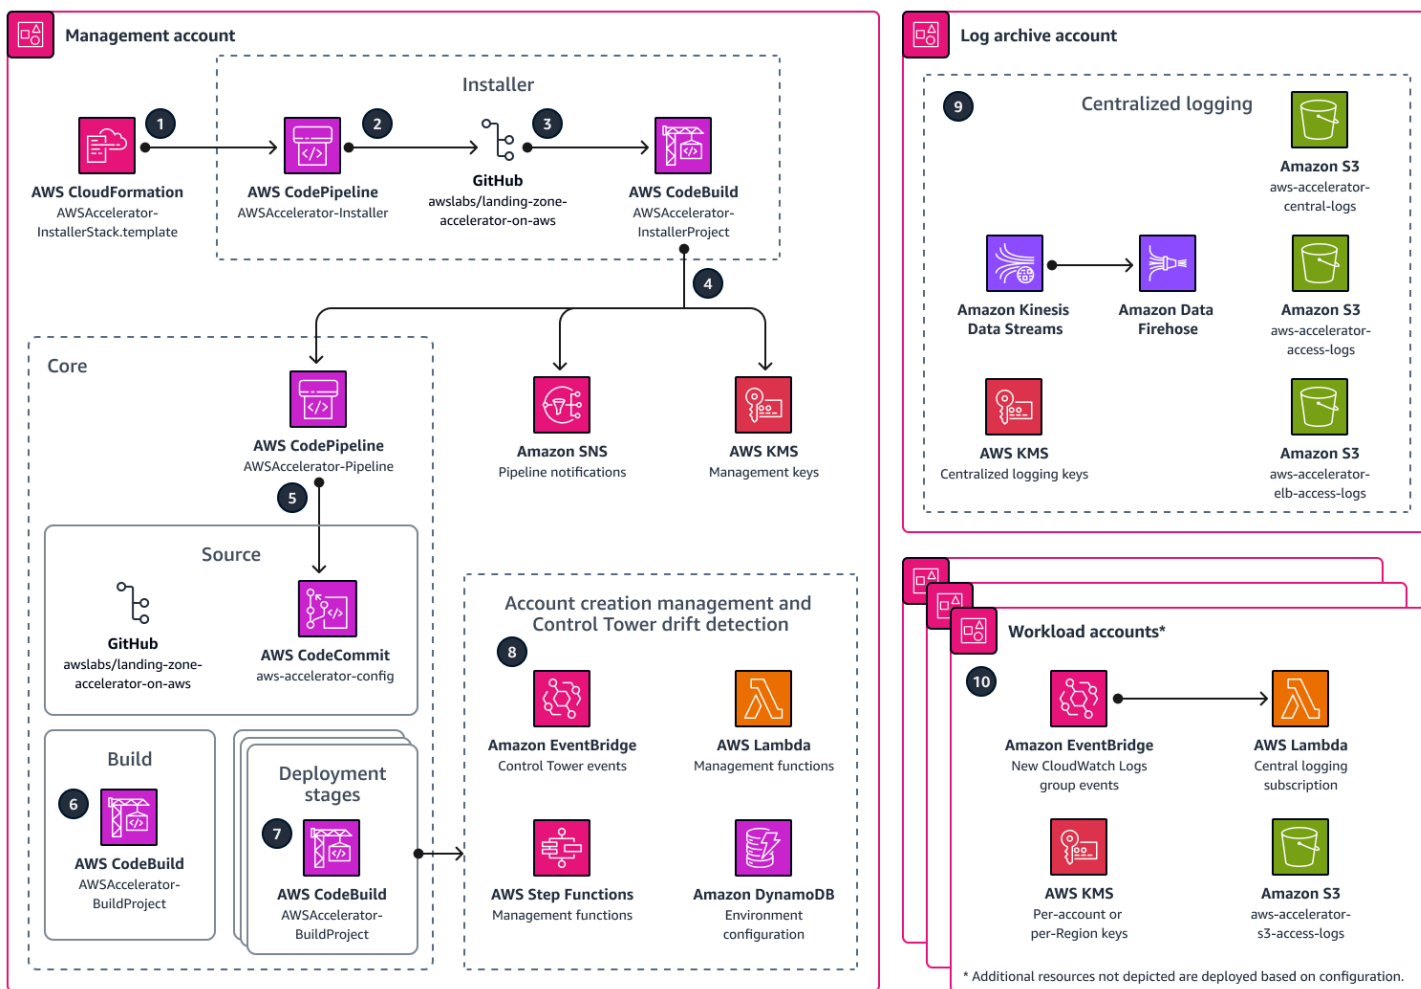 Management account
Installer
1
2
3
AWS CloudFormation
AWSAccelerator-
InstallerStack.template
AWS CodePipeline
AWSAccelerator-Installer
GitHub
awslabs/landing-zone-
accelerator-on-aws
AWS CodeBuild
AWSAccelerator-
InstallerProject
4
Core
AWS CodePipeline
AWSAccelerator-Pipeline
Amazon SNS
Pipeline notifications
AWS KMS
Management keys
5
Source
GitHub
awslabs/landing-zone-
accelerator-on-aws
AWS CodeCommit
aws-accelerator-config
Build
6
AWS CodeBuild
AWSAccelerator-
BuildProject
Deployment
stages
7
AWS CodeBuild
AWSAccelerator-
BuildProject
Account creation management and
Control Tower drift detection
8
Amazon EventBridge
Control Tower events
AWS Lambda
Management functions
AWS Step Functions
Management functions
Amazon DynamoDB
Environment
configuration
Log archive account
9
Centralized logging
Amazon S3
aws-accelerator-
central-logs
Amazon Kinesis
Data Streams
Amazon Data
Firehose
Amazon S3
aws-accelerator-
access-logs
AWS KMS
Centralized logging keys
Amazon S3
aws-accelerator-
elb-access-logs
Workload accounts*
10
Amazon EventBridge
New CloudWatch Logs
group events
AWS Lambda
Central logging
subscription
AWS KMS
Per-account or
per-Region keys
Amazon S3
aws-accelerator-
s3-access-logs
* Additional resources not depicted are deployed based on configuration.